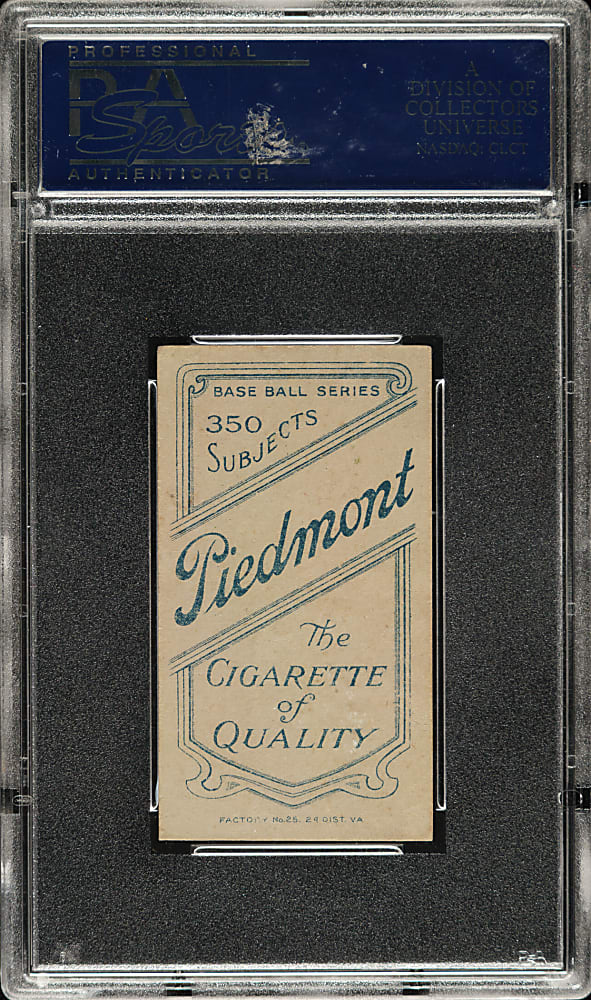 PROFESSIONAL
PSA
Sports
AUTHENTICATOR
A
DIVISION OF
COLLECTORS
UNIVERSE
NASDAQ: CLCT
BASE BALL SERIES
350
SUBJECTS
Piedmont
The
CIGARETTE
of
QUALITY
FACTORY No. 25. 2d DIST. VA
PSA